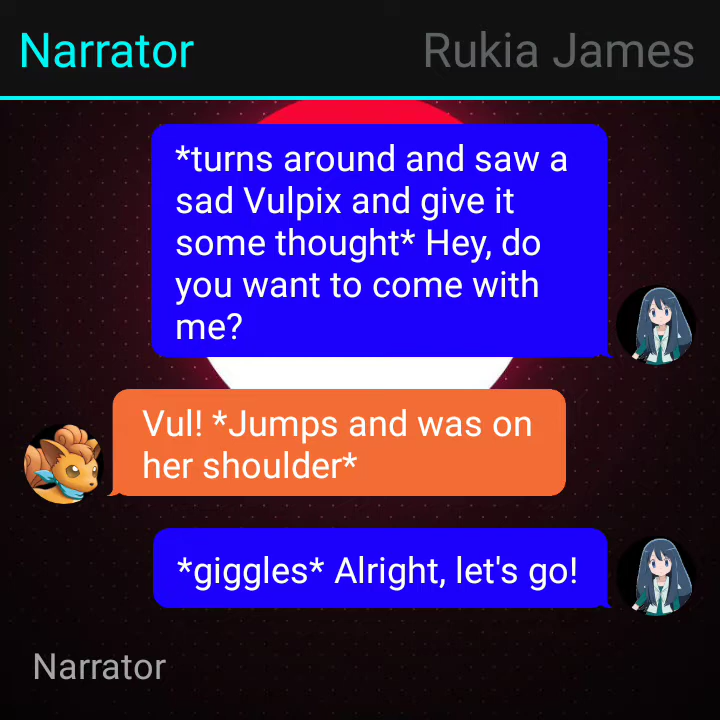 Narrator
Rukia James
*turns around and saw a
sad Vulpix and give it
some thought* Hey, do
you want to come with
me?
Vul! *Jumps and was on
her shoulder*
*giggles* Alright, let's go!
Narrator